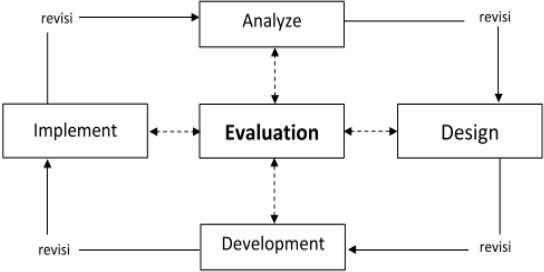 revisi
Analyze
revisi
Implement
Evaluation
Design
revisi
Development
revisi